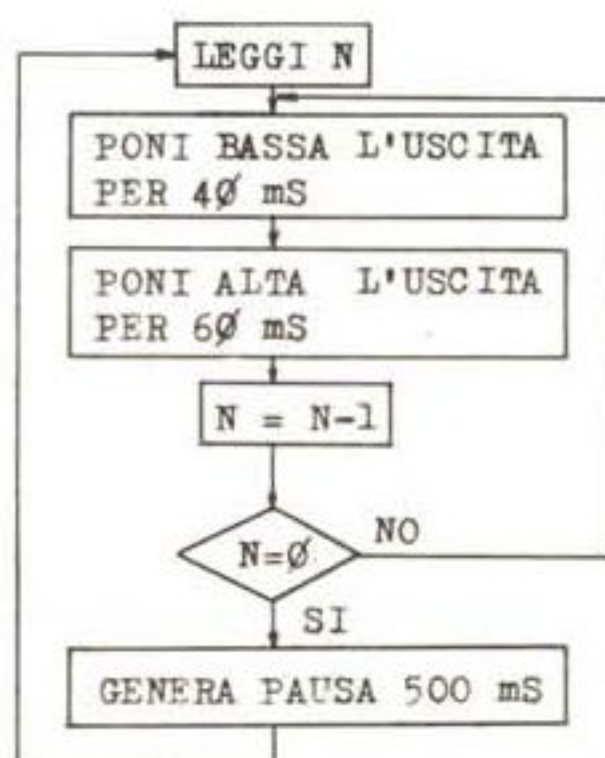 LEGGI N
PONI BASSA L'USCITA
PER 4Ø mS
PONI ALTA L'USCITA
PER 6Ø mS
N = N-1
N=Ø
NO
SI
GENERA PAUSA 500 mS